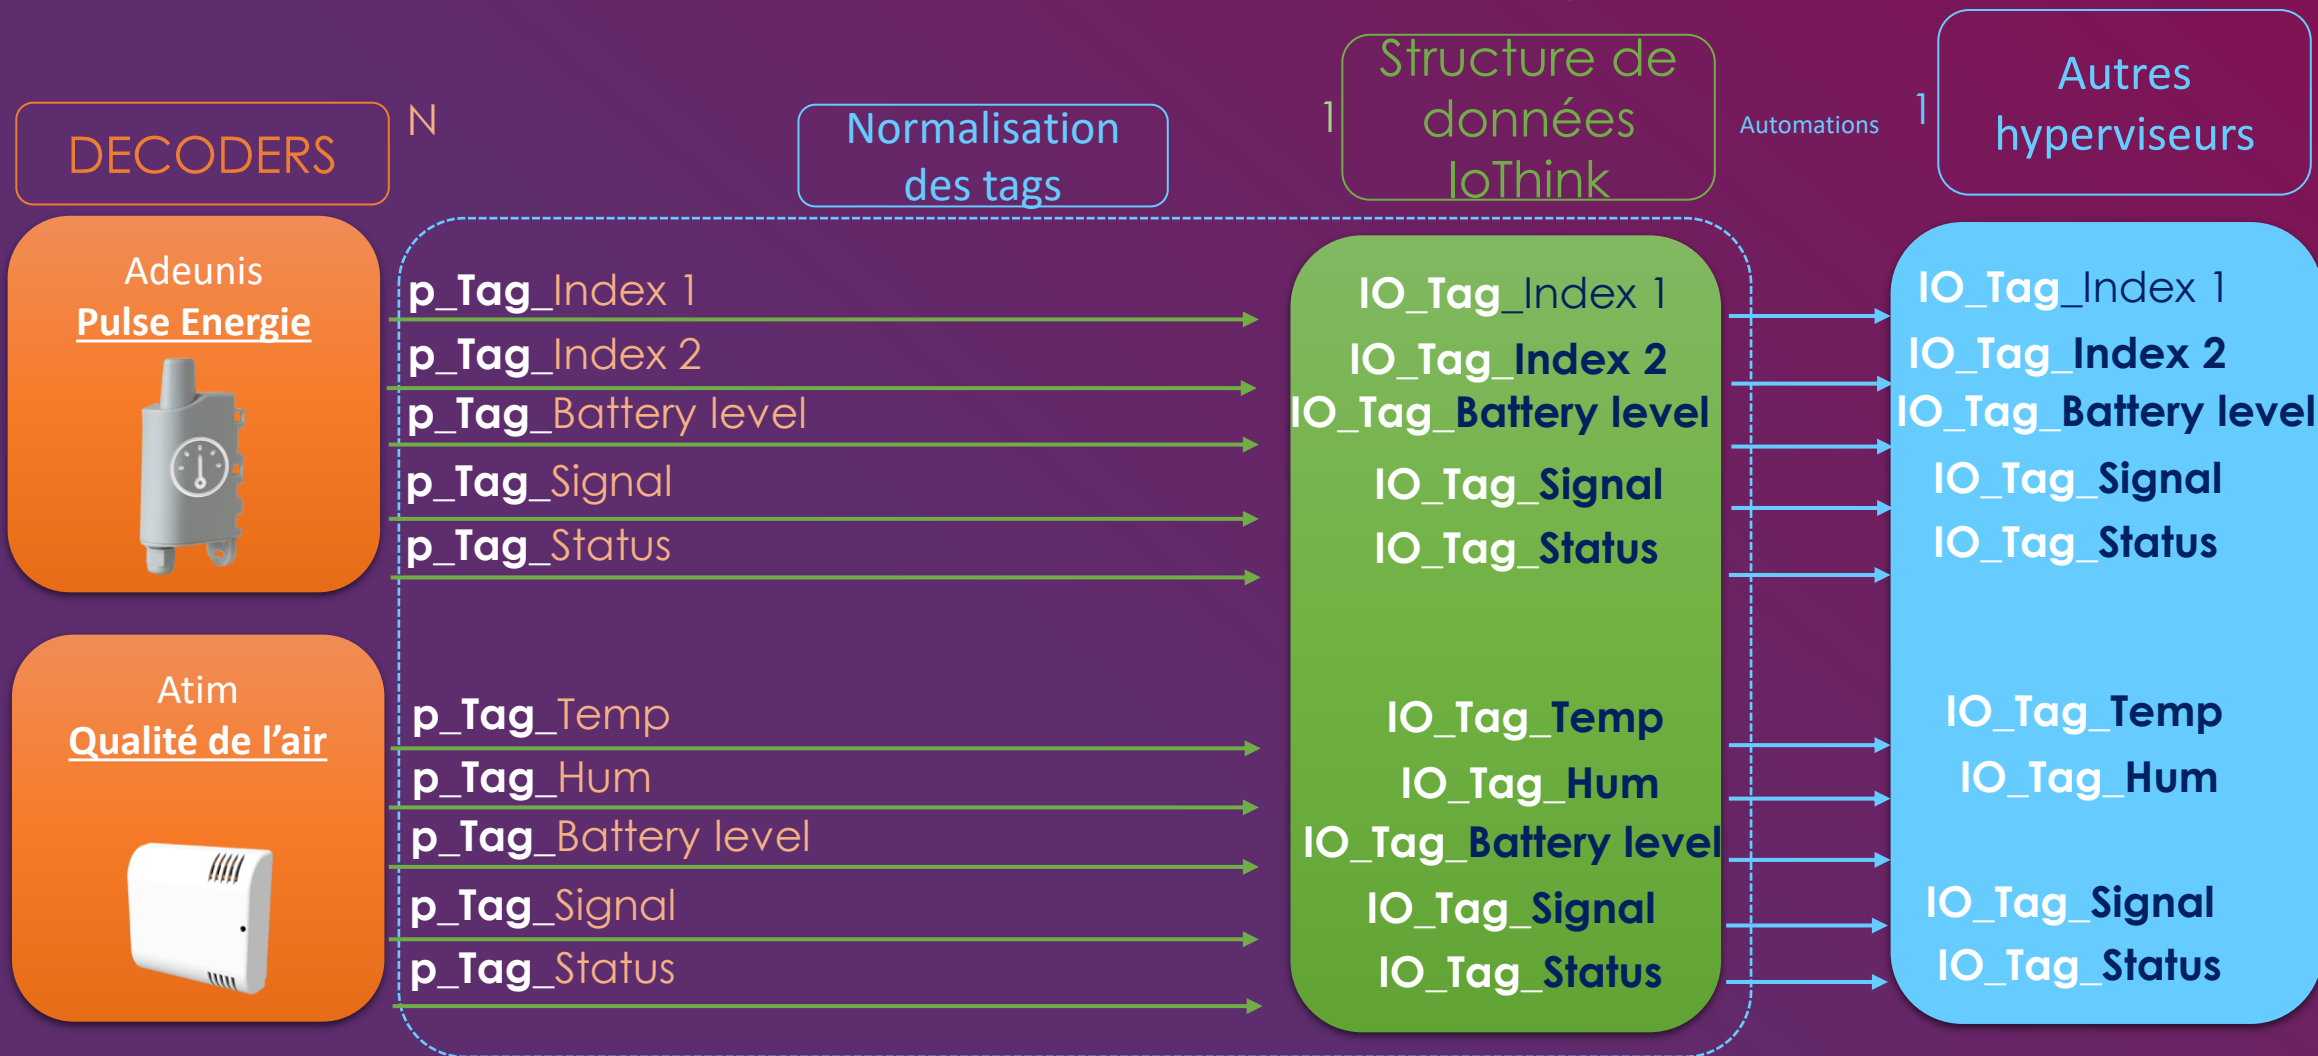 DECODERS
N
Normalisation
des tags
1
Structure de
données
IoThink
Automations
1
Autres
hyperviseurs
Adeunis
Pulse Energie
p_Tag_Index 1
p_Tag_Index 2
p_Tag_Battery level
p_Tag_Signal
p_Tag_Status
IO_Tag_Index 1
IO_Tag_Index 2
IO_Tag_Battery level
IO_Tag_Signal
IO_Tag_Status
IO_Tag_Index 1
IO_Tag_Index 2
IO_Tag_Battery level
IO_Tag_Signal
IO_Tag_Status
Atim
Qualité de l’air
p_Tag_Temp
p_Tag_Hum
p_Tag_Battery level
p_Tag_Signal
p_Tag_Status
IO_Tag_Temp
IO_Tag_Hum
IO_Tag_Battery level
IO_Tag_Signal
IO_Tag_Status
IO_Tag_Temp
IO_Tag_Hum
IO_Tag_Signal
IO_Tag_Status